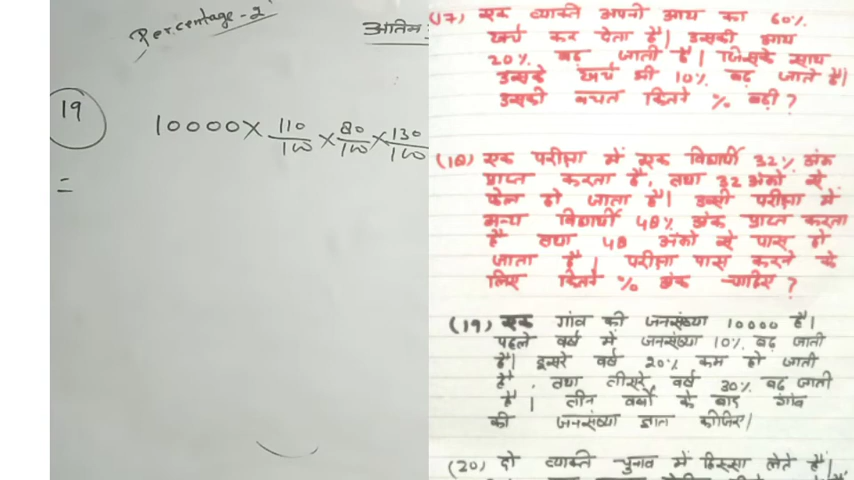 Percentage-2
अन्तिम
19
10000 × 110/100 × 80/100 × 130/100
=
(17) एक व्यक्ति अपनी आय का 60%
खर्च कर देता है। उसकी आय
20% बढ़ जाती है। जिसके साथ
उसके खर्च भी 10% बढ़ जाते है।
उसकी बचत कितने % बढ़ी ?
(18) एक परीक्षा में एक विद्यार्थी 32% अंक
प्राप्त करता है, तथा 32 अंको से
फेल हो जाता है। उसी परीक्षा में
अन्य विद्यार्थी 48% अंक प्राप्त करता
है तथा 48 अंको से पास हो
जाता है। परीक्षा पास करने के
लिए कितने % अंक चाहिए ?
(19) एक गांव की जनसंख्या 10000 है।
पहले वर्ष में जनसंख्या 10% बढ़ जाती
है। दूसरे वर्ष 20% कम हो जाती
है, तथा तीसरे वर्ष 30% बढ़ जाती
है। तीन वर्षो के बाद गांव
की जनसंख्या ज्ञात कीजिए।
(20) दो व्यक्ति चुनाव में हिस्सा लेते हैं।